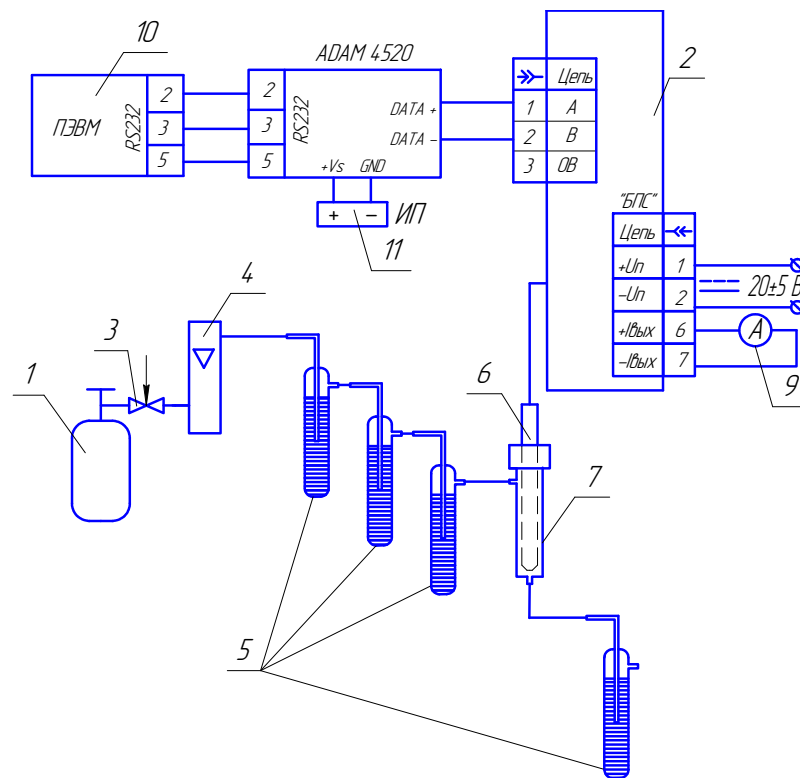 10
ADAM 4520
2
ПЭВМ
RS232
2
3
5
2
3
5
RS232
DATA +
DATA –
+Vs GND
+ –
ИП
11
Цепь
1 А
2 В
3 0В
"БПС"
Цепь
+Uп 1
–Uп 2
+Iвых 6
–Iвых 7
20±5 В
А
9
4
3
1
6
7
5